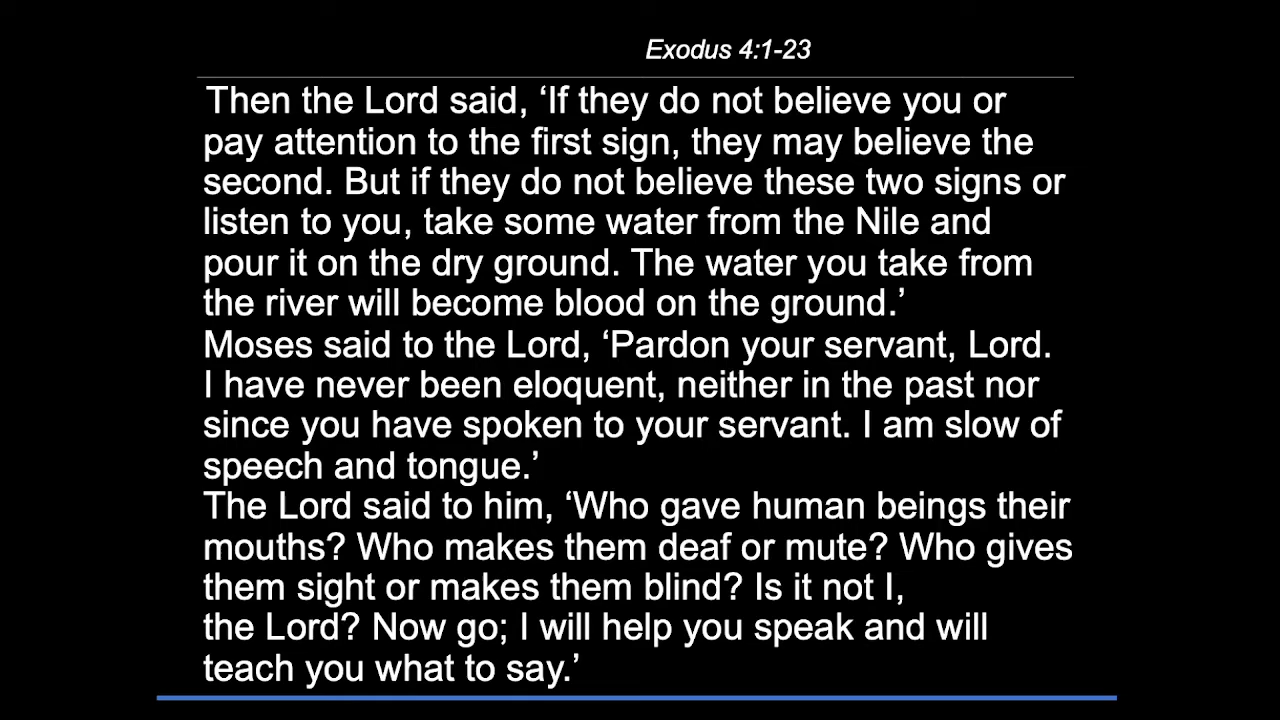 Exodus 4:1-23
Then the Lord said, ‘If they do not believe you or
pay attention to the first sign, they may believe the
second. But if they do not believe these two signs or
listen to you, take some water from the Nile and
pour it on the dry ground. The water you take from
the river will become blood on the ground.’
Moses said to the Lord, ‘Pardon your servant, Lord.
I have never been eloquent, neither in the past nor
since you have spoken to your servant. I am slow of
speech and tongue.’
The Lord said to him, ‘Who gave human beings their
mouths? Who makes them deaf or mute? Who gives
them sight or makes them blind? Is it not I,
the Lord? Now go; I will help you speak and will
teach you what to say.’